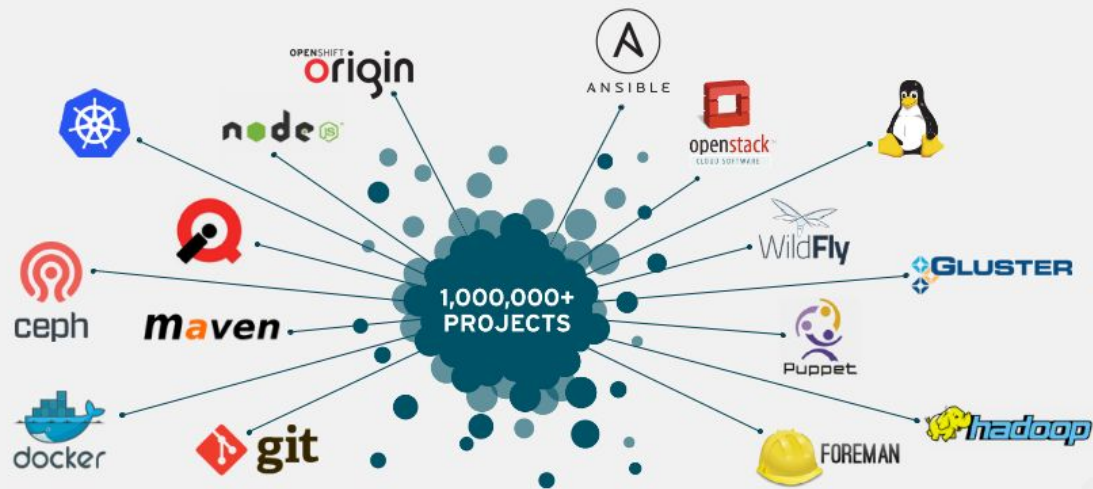 OPENSHIFT
origin
ANSIBLE
node
JS
openstack™
CLOUD SOFTWARE
WildFly
GLUSTER
ceph
maven
1,000,000+
PROJECTS
Puppet
docker
git
FOREMAN
hadoop